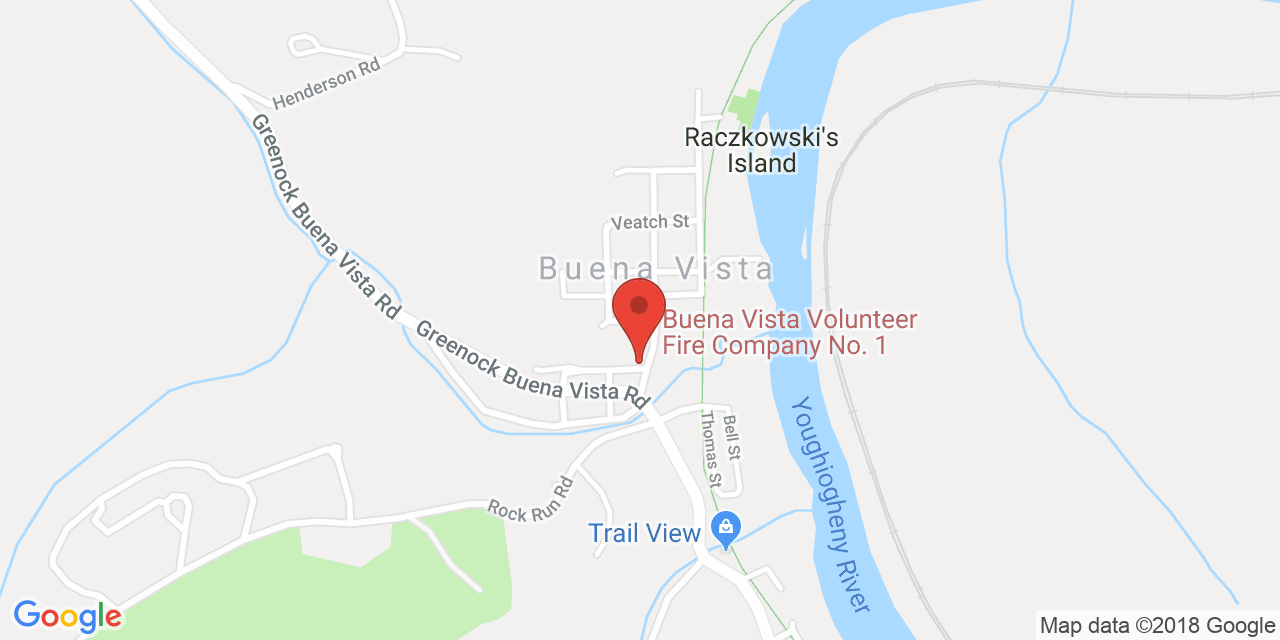 Henderson Rd
Greenock Buena Vista Rd
Raczkowski's
Island
Veatch St
Buena Vista
Buena Vista Volunteer
Fire Company No. 1
Greenock Buena Vista Rd
Bell St
Thomas St
Youghiogheny River
Rock Run Rd
Trail View
Google
Map data ©2018 Google